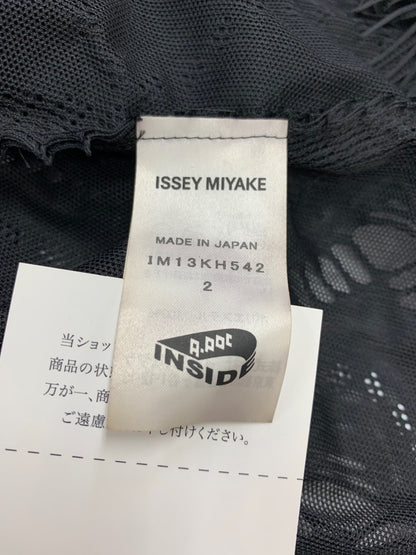 ISSEY MIYAKE
MADE IN JAPAN
IM13KH542
2
A-POC
INSIDE
当ショッ
商品の状
万が一、商
ご遠慮
し付けください。